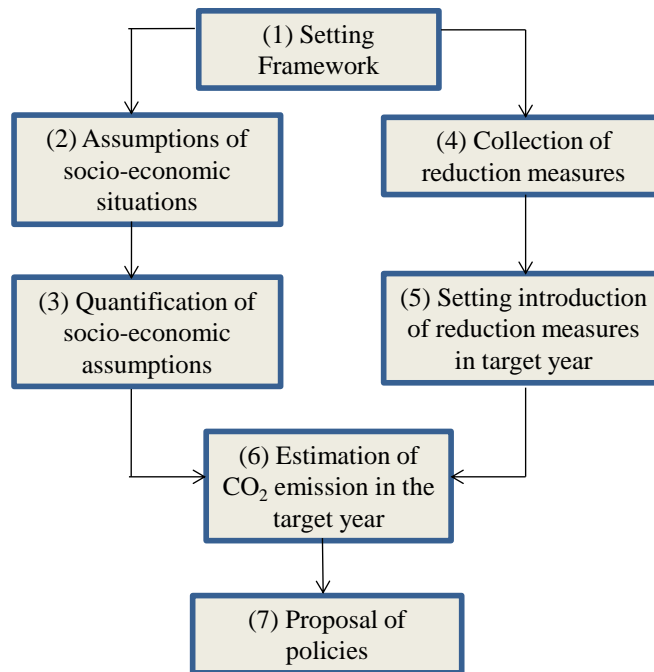 (1) Setting
Framework
(2) Assumptions of
socio-economic
situations
(4) Collection of
reduction measures
(3) Quantification of
socio-economic
assumptions
(5) Setting introduction
of reduction measures
in target year
(6) Estimation of
CO₂ emission in the
target year
(7) Proposal of
policies